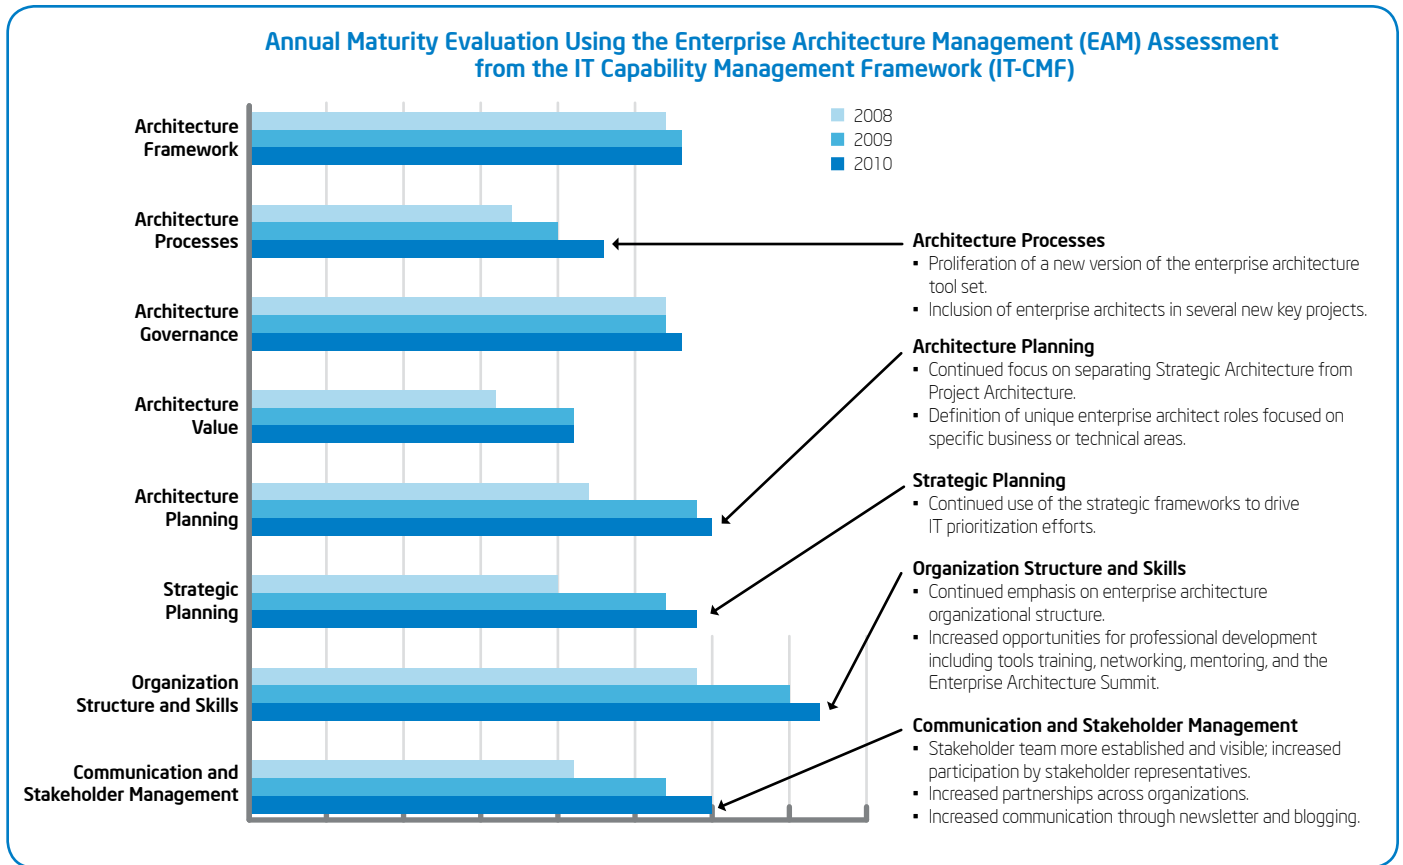 Annual Maturity Evaluation Using the Enterprise Architecture Management (EAM) Assessment
from the IT Capability Management Framework (IT-CMF)
2008
2009
2010
Architecture
Framework
Architecture
Processes
Architecture
Governance
Architecture
Value
Architecture
Planning
Strategic
Planning
Organization
Structure and Skills
Communication and
Stakeholder Management
Architecture Processes
▪ Proliferation of a new version of the enterprise architecture
tool set.
▪ Inclusion of enterprise architects in several new key projects.
Architecture Planning
▪ Continued focus on separating Strategic Architecture from
Project Architecture.
▪ Definition of unique enterprise architect roles focused on
specific business or technical areas.
Strategic Planning
▪ Continued use of the strategic frameworks to drive
IT prioritization efforts.
Organization Structure and Skills
▪ Continued emphasis on enterprise architecture
organizational structure.
▪ Increased opportunities for professional development
including tools training, networking, mentoring, and the
Enterprise Architecture Summit.
Communication and Stakeholder Management
▪ Stakeholder team more established and visible; increased
participation by stakeholder representatives.
▪ Increased partnerships across organizations.
▪ Increased communication through newsletter and blogging.